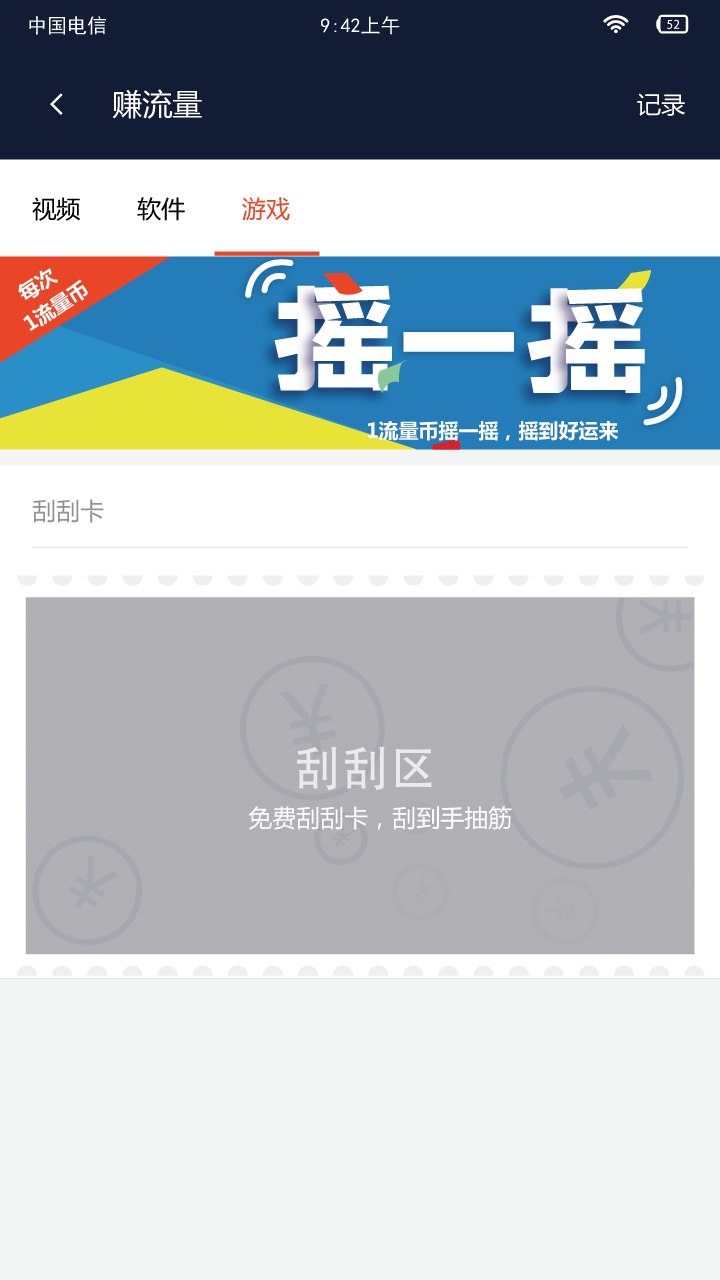 中国电信
9:42上午
52
赚流量
记录
视频
软件
游戏
每次
1流量币
摇一摇
1流量币摇一摇，摇到好运来
刮刮卡
刮刮区
免费刮刮卡，刮到手抽筋